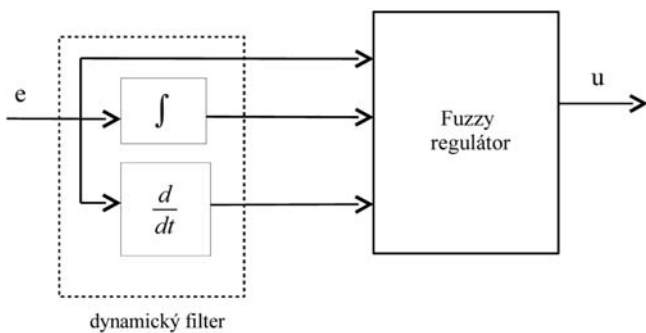 e
∫
d
dt
Fuzzy
regulátor
u
dynamický filter